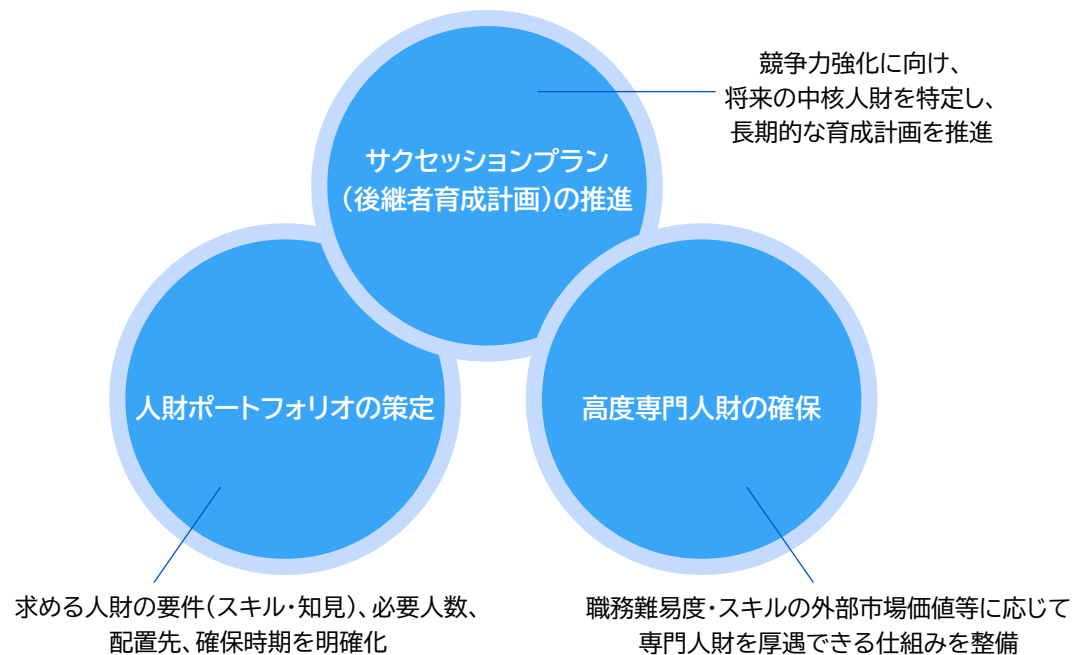 競争力強化に向け、
将来の中核人財を特定し、
長期的な育成計画を推進
サクセッションプラン
（後継者育成計画）の推進
人財ポートフォリオの策定
高度専門人財の確保
求める人財の要件（スキル・知見）、必要人数、
配置先、確保時期を明確化
職務難易度・スキルの外部市場価値等に応じて
専門人財を厚遇できる仕組みを整備